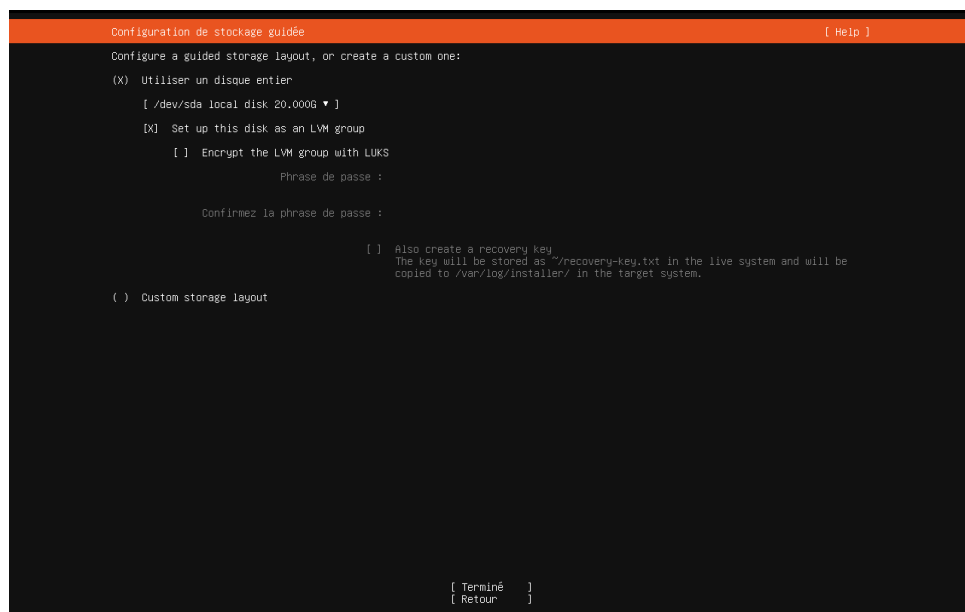 Configuration de stockage guidée [ Help ]
Configure a guided storage layout, or create a custom one:
(X) Utiliser un disque entier
[ /dev/sda local disk 20.000G ▾ ]
[X] Set up this disk as an LVM group
[ ] Encrypt the LVM group with LUKS
Phrase de passe :
Confirmez la phrase de passe :
[ ] Also create a recovery key
The key will be stored as ~/recovery-key.txt in the live system and will be
copied to /var/log/installer/ in the target system.
( ) Custom storage layout
[ Terminé ]
[ Retour ]